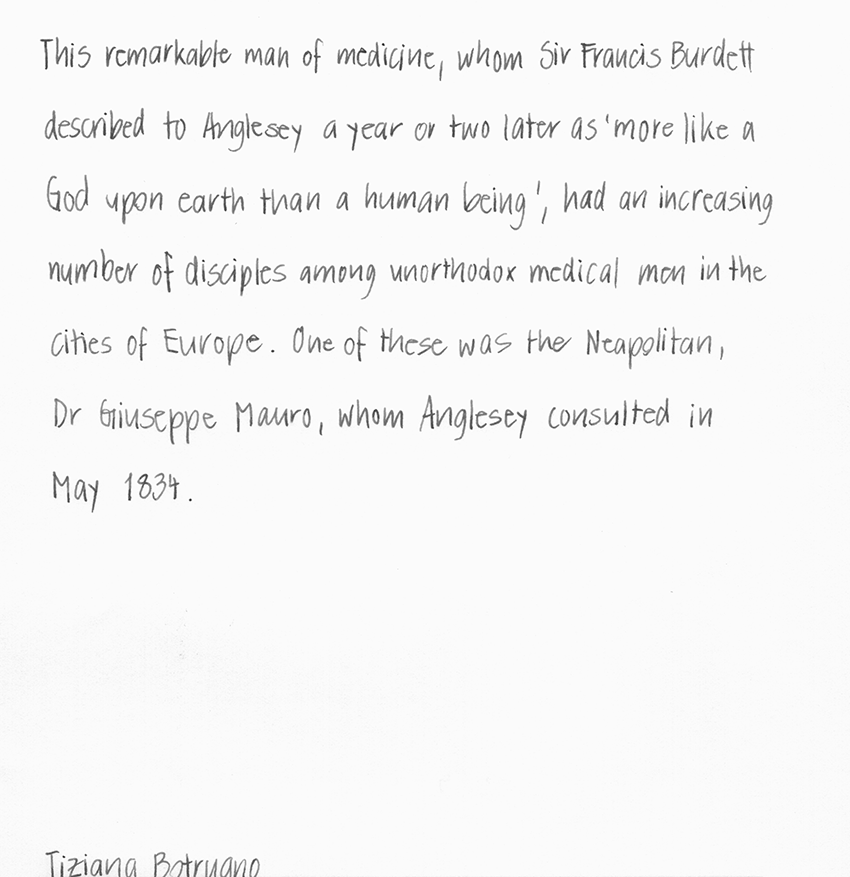 This remarkable man of medicine, whom Sir Francis Burdett
described to Anglesey a year or two later as 'more like a
God upon earth than a human being', had an increasing
number of disciples among unorthodox medical men in the
cities of Europe. One of these was the Neapolitan,
Dr Giuseppe Mauro, whom Anglesey consulted in
May 1834.
Tiziana